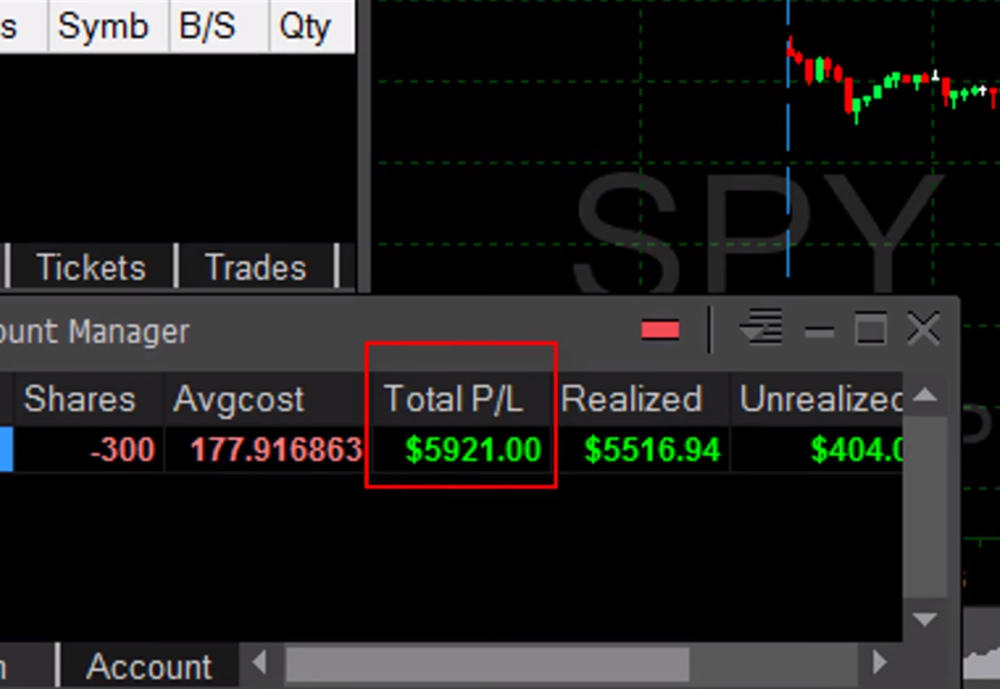 s Symb B/S Qty
SPY
Tickets Trades
ount Manager
Shares Avgcost Total P/L Realized Unrealized
-300 177.916863 $5921.00 $5516.94 $404.0
P
n Account